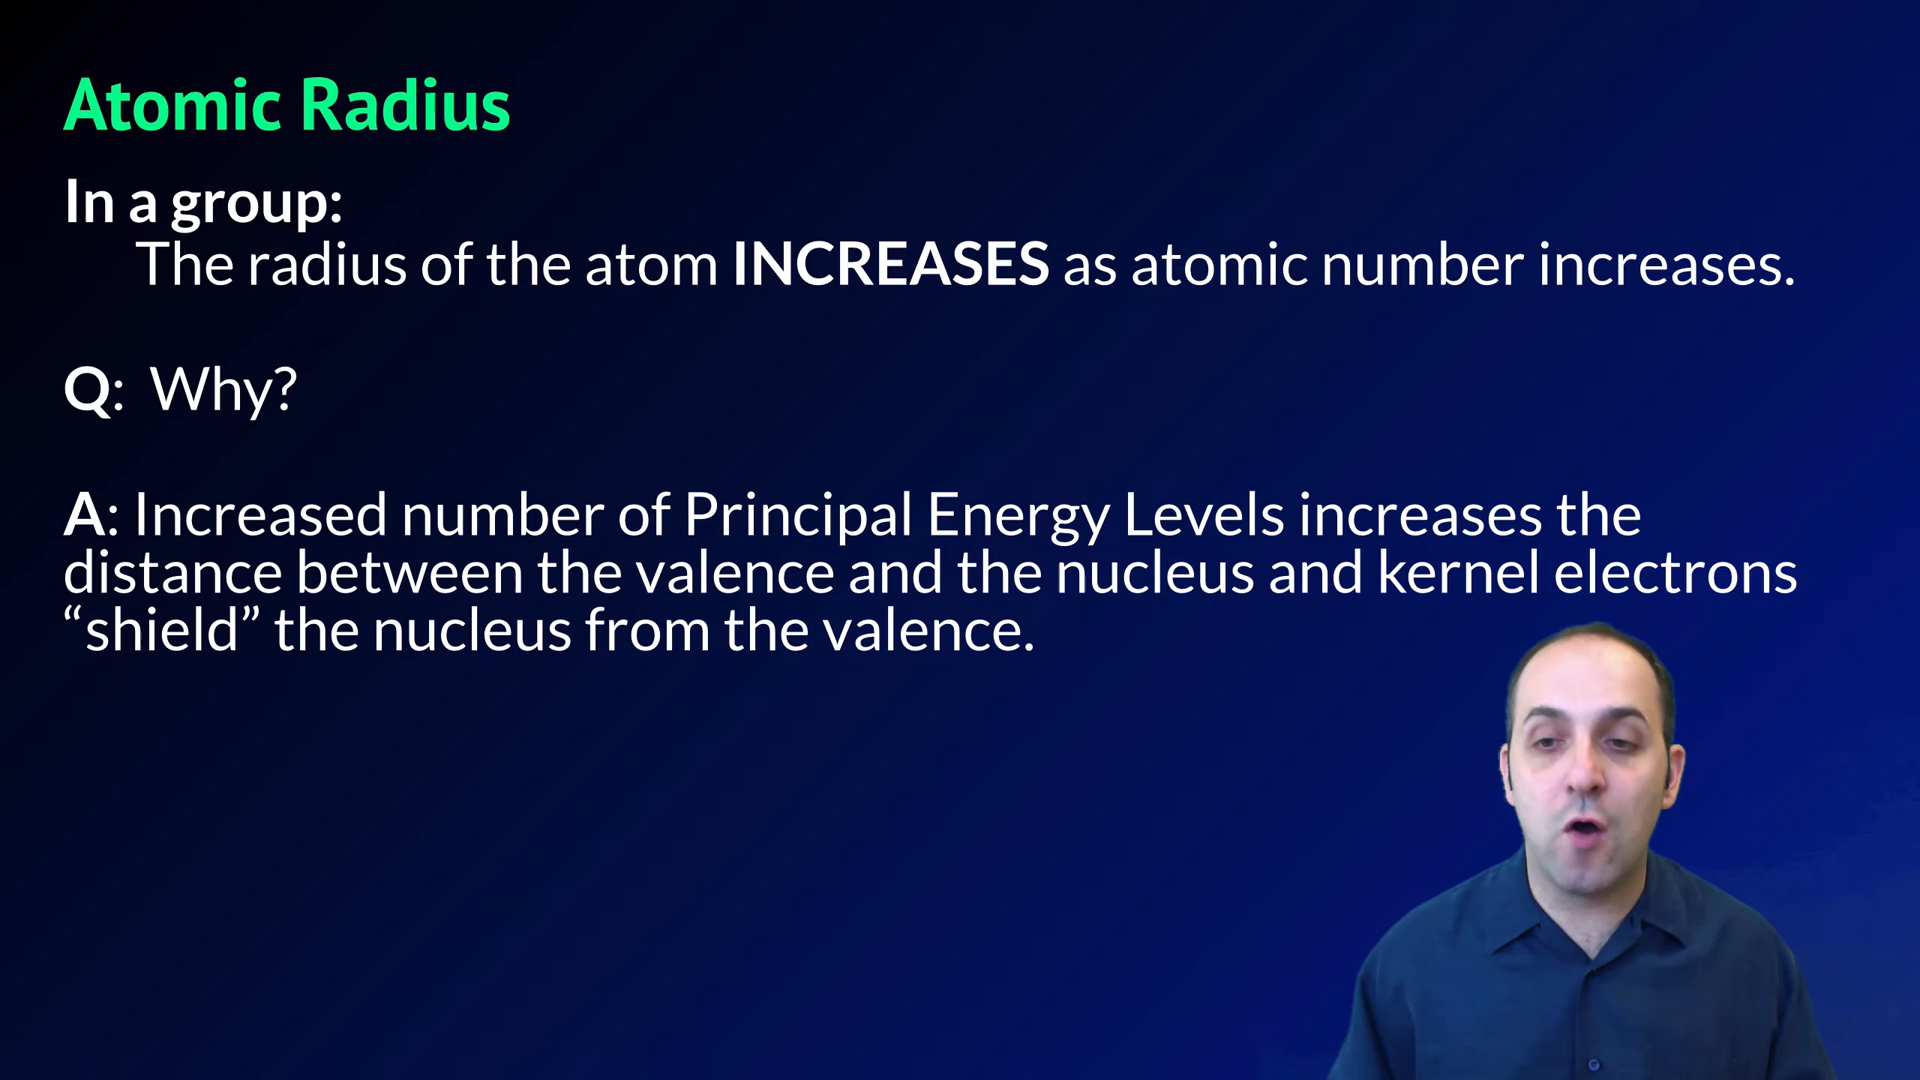 Atomic Radius
In a group:
The radius of the atom INCREASES as atomic number increases.
Q: Why?
A: Increased number of Principal Energy Levels increases the
distance between the valence and the nucleus and kernel electrons
“shield” the nucleus from the valence.